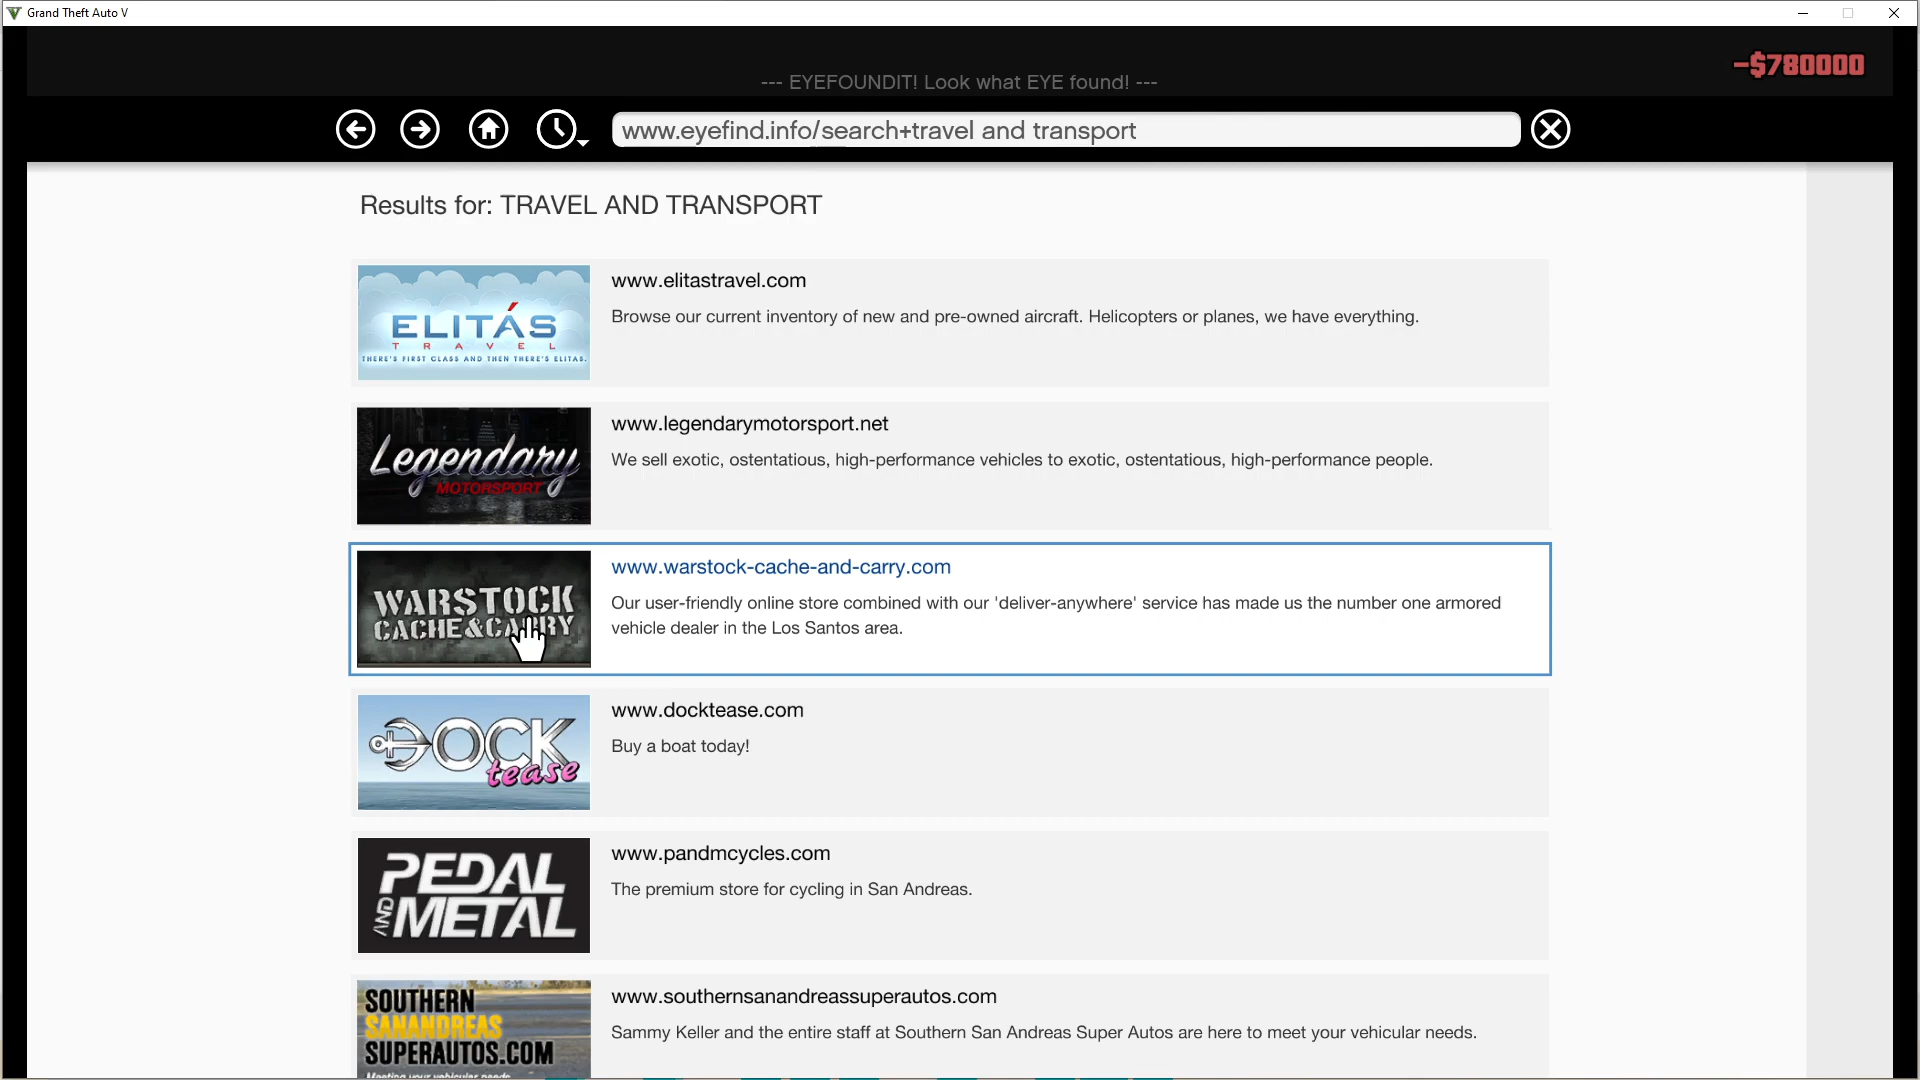 Grand Theft Auto V
-$780000
--- EYEFOUNDIT! Look what EYE found! ---
www.eyefind.info/search+travel and transport
Results for: TRAVEL AND TRANSPORT
ELITÁS
TRAVEL
THERE'S FIRST CLASS AND THEN THERE'S ELITAS.
www.elitastravel.com
Browse our current inventory of new and pre-owned aircraft. Helicopters or planes, we have everything.
Legendary
MOTORSPORT
www.legendarymotorsport.net
We sell exotic, ostentatious, high-performance vehicles to exotic, ostentatious, high-performance people.
WARSTOCK
CACHE&CARRY
www.warstock-cache-and-carry.com
Our user-friendly online store combined with our 'deliver-anywhere' service has made us the number one armored
vehicle dealer in the Los Santos area.
DOCK
tease
www.docktease.com
Buy a boat today!
PEDAL
AND METAL
www.pandmcycles.com
The premium store for cycling in San Andreas.
SOUTHERN
SANANDREAS
SUPERAUTOS.COM
Meeting your vehicular needs
www.southernsanandreassuperautos.com
Sammy Keller and the entire staff at Southern San Andreas Super Autos are here to meet your vehicular needs.